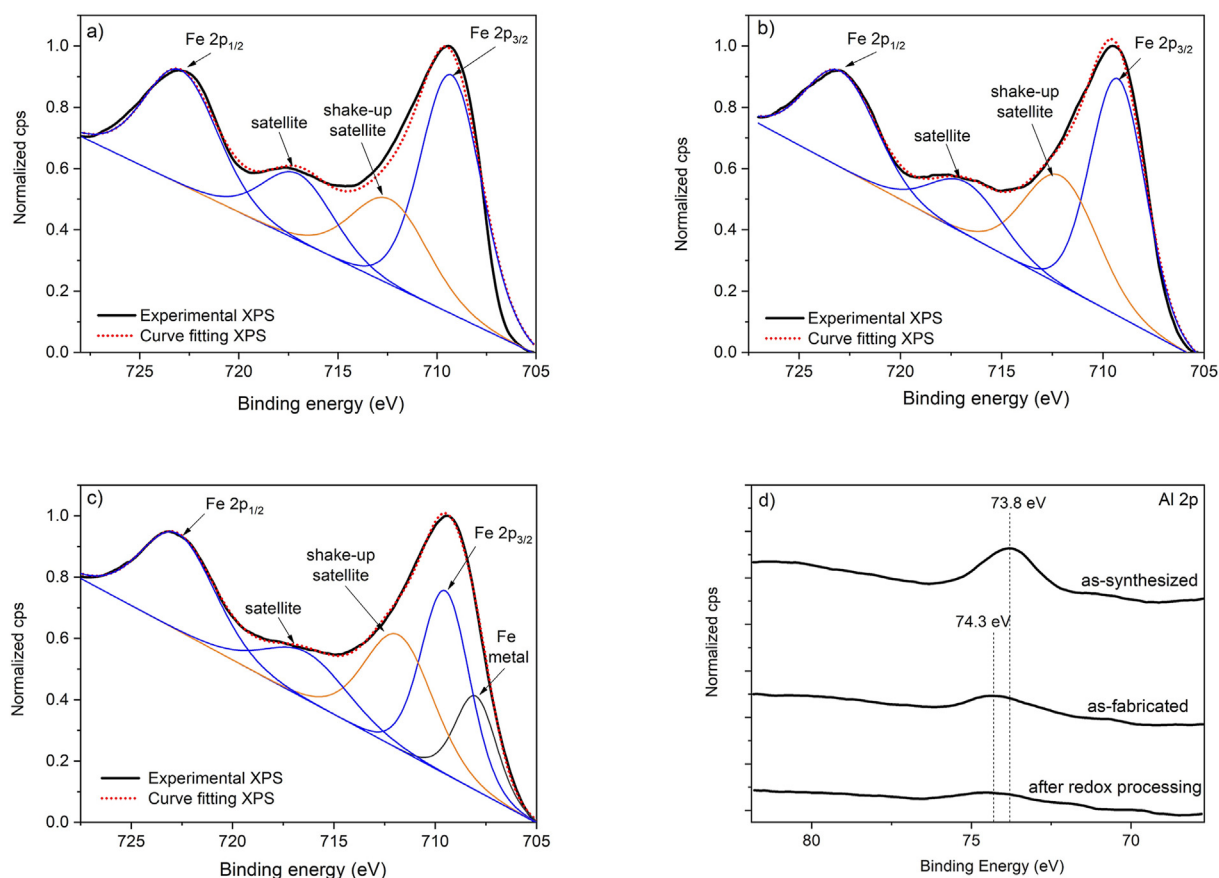 a)
Fe 2p1/2
Fe 2p3/2
shake-up
satellite
satellite
Normalized cps
1.0
0.8
0.6
0.4
0.2
0.0
Experimental XPS
Curve fitting XPS
725
720
715
710
705
Binding energy (eV)
b)
Fe 2p1/2
Fe 2p3/2
shake-up
satellite
satellite
Normalized cps
1.0
0.8
0.6
0.4
0.2
0.0
Experimental XPS
Curve fitting XPS
725
720
715
710
705
Binding energy (eV)
c)
Fe 2p1/2
Fe 2p3/2
shake-up
satellite
satellite
Fe
metal
Normalized cps
1.0
0.8
0.6
0.4
0.2
0.0
Experimental XPS
Curve fitting XPS
725
720
715
710
705
Binding energy (eV)
d)
73.8 eV
Al 2p
as-synthesized
74.3 eV
as-fabricated
after redox processing
Normalized cps
80
75
70
Binding Energy (eV)